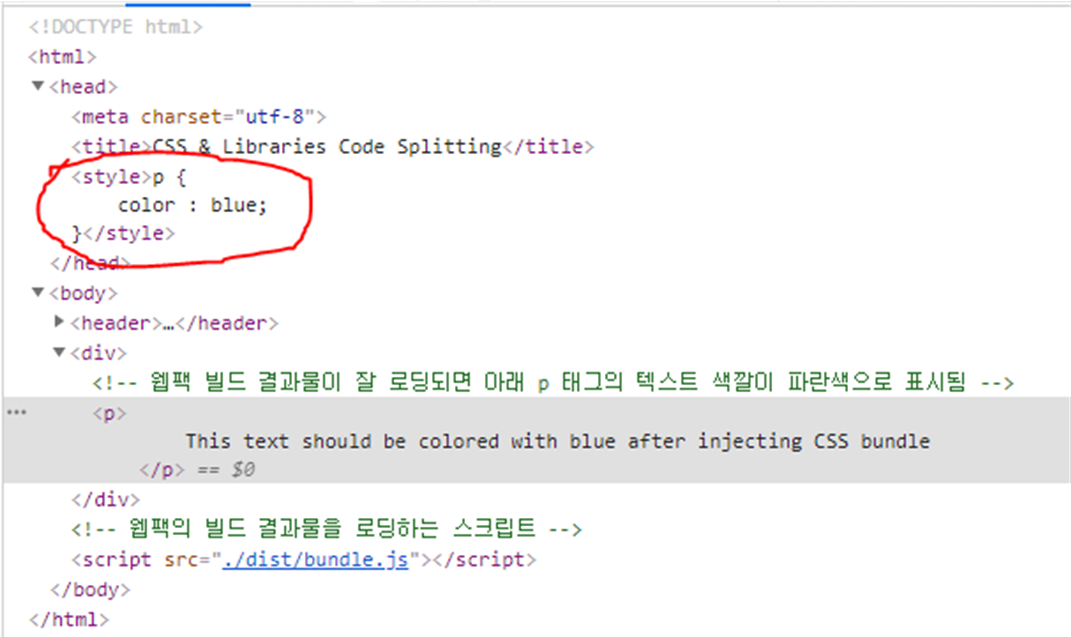 <!DOCTYPE html>
<html>
▼<head>
<meta charset="utf-8">
<title>CSS & Libraries Code Splitting</title>
<style>p {
color : blue;
}</style>
</head>
▼<body>
▶<header>…</header>
▼<div>
<!-- 웹팩 빌드 결과물이 잘 로딩되면 아래 p 태그의 텍스트 색깔이 파란색으로 표시됨 -->
<p>
This text should be colored with blue after injecting CSS bundle
</p> == $0
</div>
<!-- 웹팩의 빌드 결과물을 로딩하는 스크립트 -->
<script src="./dist/bundle.js"></script>
</body>
</html>